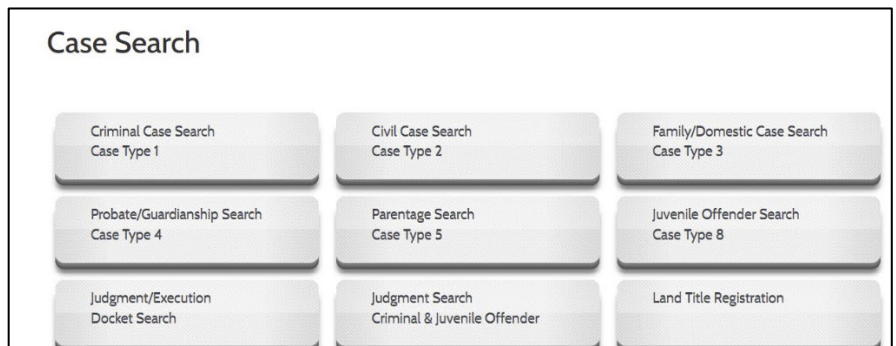 Case Search
Criminal Case Search
Case Type 1
Civil Case Search
Case Type 2
Family/Domestic Case Search
Case Type 3
Probate/Guardianship Search
Case Type 4
Parentage Search
Case Type 5
Juvenile Offender Search
Case Type 8
Judgment/Execution
Docket Search
Judgment Search
Criminal & Juvenile Offender
Land Title Registration